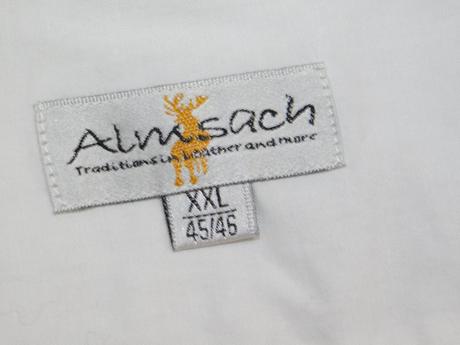 Almsach
Traditions in Leather and more
XXL
45/46